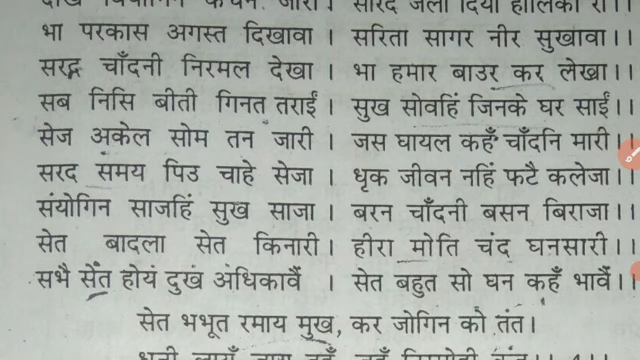 भा परकास अगस्त दिखावा । सरिता सागर नीर सुखावा।।
सरद्व चाँदनी निरमल देखा । भा हमार बाउर कर लेखा।।
सब निसि बीती गिनत तराईं । सुख सोवहिं जिनके घर साईं।।
सेज अकेल सोम तन जारी । जस घायल कहँ चाँदनि मारी।।
सरद समय पिउ चाहे सेजा । धृक जीवन नहिं फटै कलेजा।।
संयोगिन साजहिं सुख साजा । बरन चाँदनी बसन बिराजा।।
सेत बादला सेत किनारी । हीरा मोति चंद घनसारी।।
सभै सेंत होयं दुखं अंधिकावैं । सेत बहुत सो घन कहँ भावैं।।
सेत भभूत रमाय मुख, कर जोगिन को तंत।